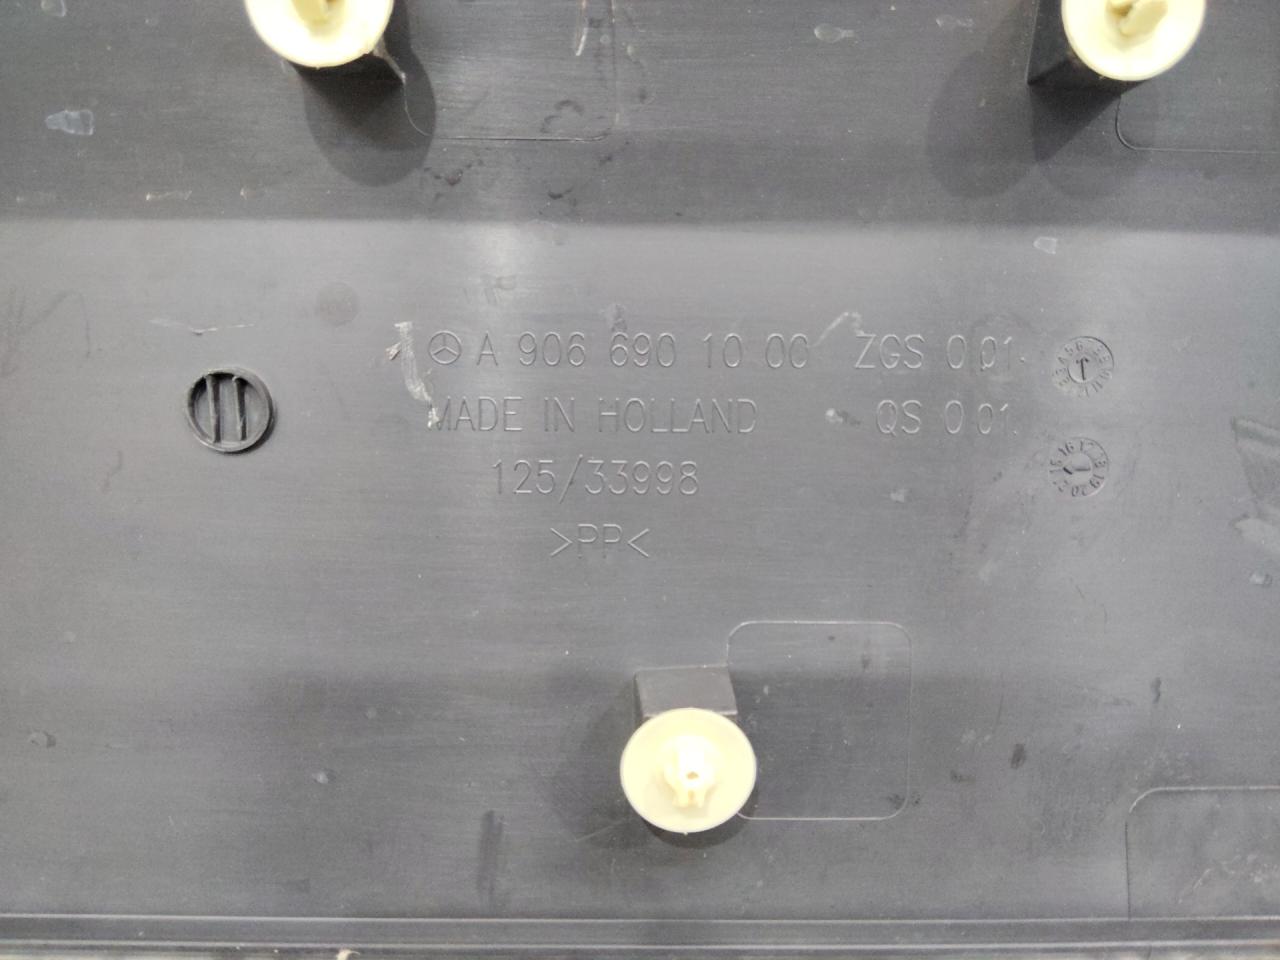 A 906 690 10 00 ZGS 001
MADE IN HOLLAND QS 001
125/33998
>PP<